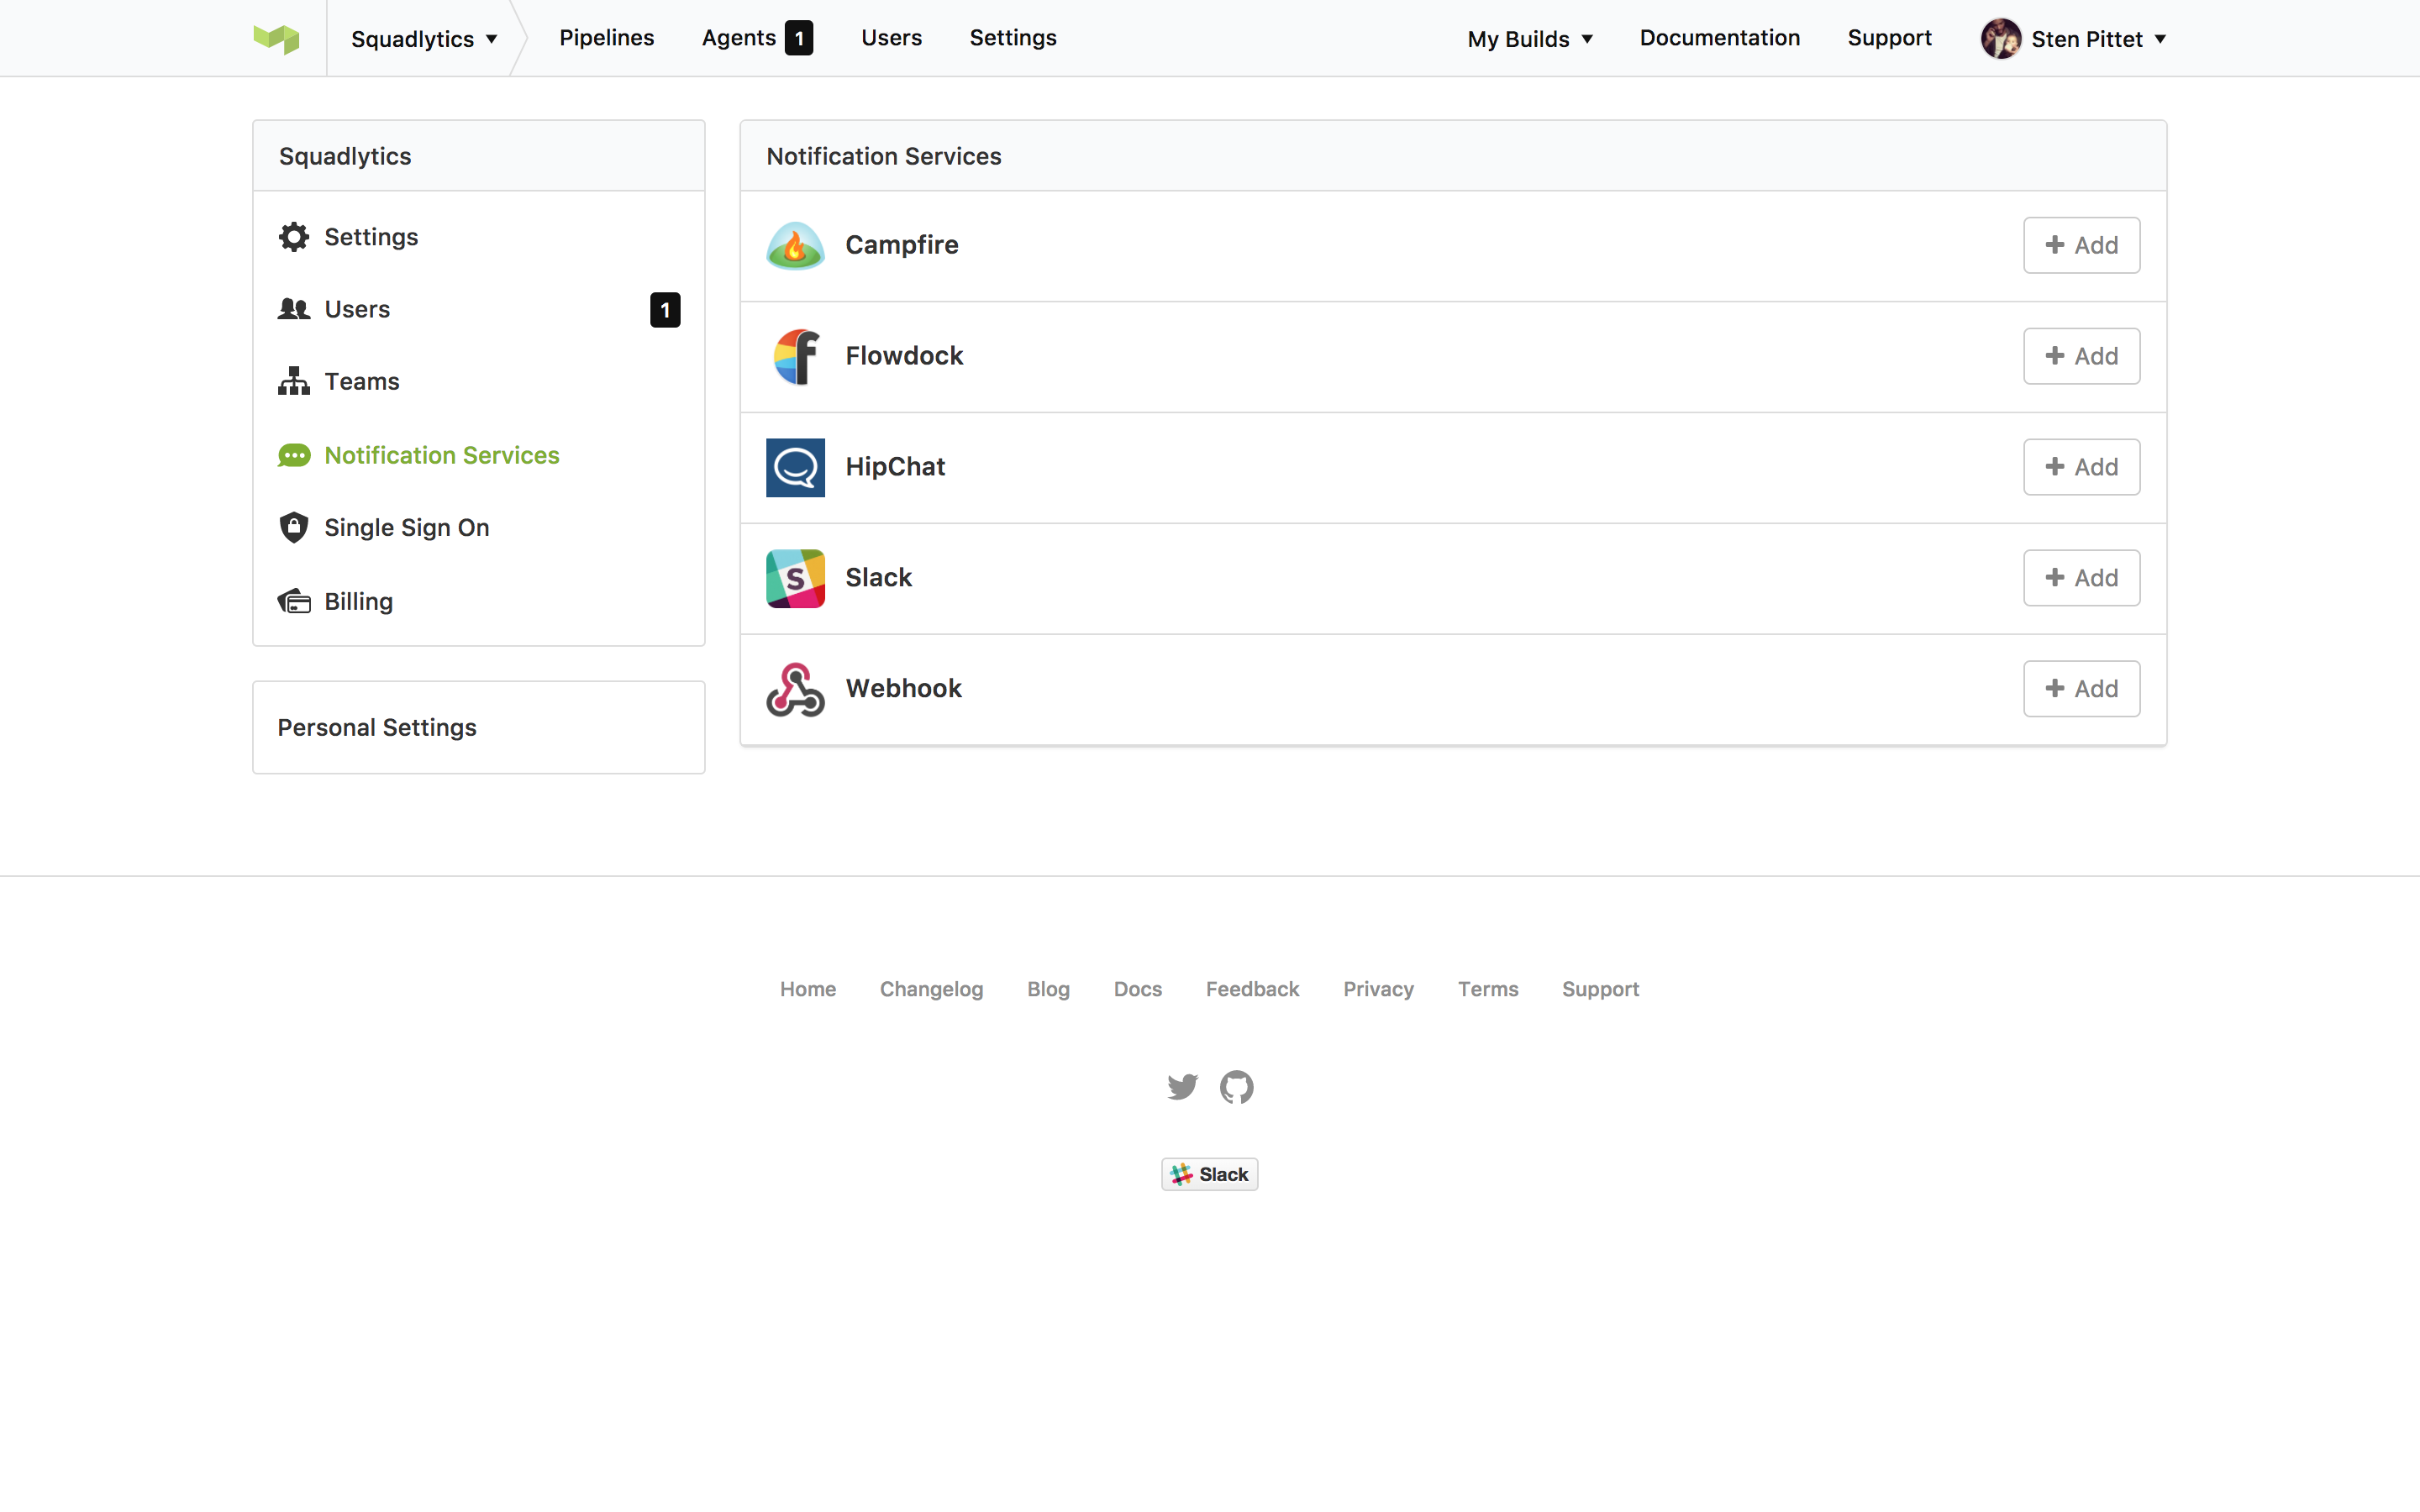 Squadlytics ▼ Pipelines Agents 1 Users Settings My Builds ▼ Documentation Support Sten Pittet ▼
Squadlytics
Settings
Users 1
Teams
Notification Services
Single Sign On
Billing
Personal Settings
Notification Services
Campfire + Add
Flowdock + Add
HipChat + Add
Slack + Add
Webhook + Add
Home Changelog Blog Docs Feedback Privacy Terms Support
Slack